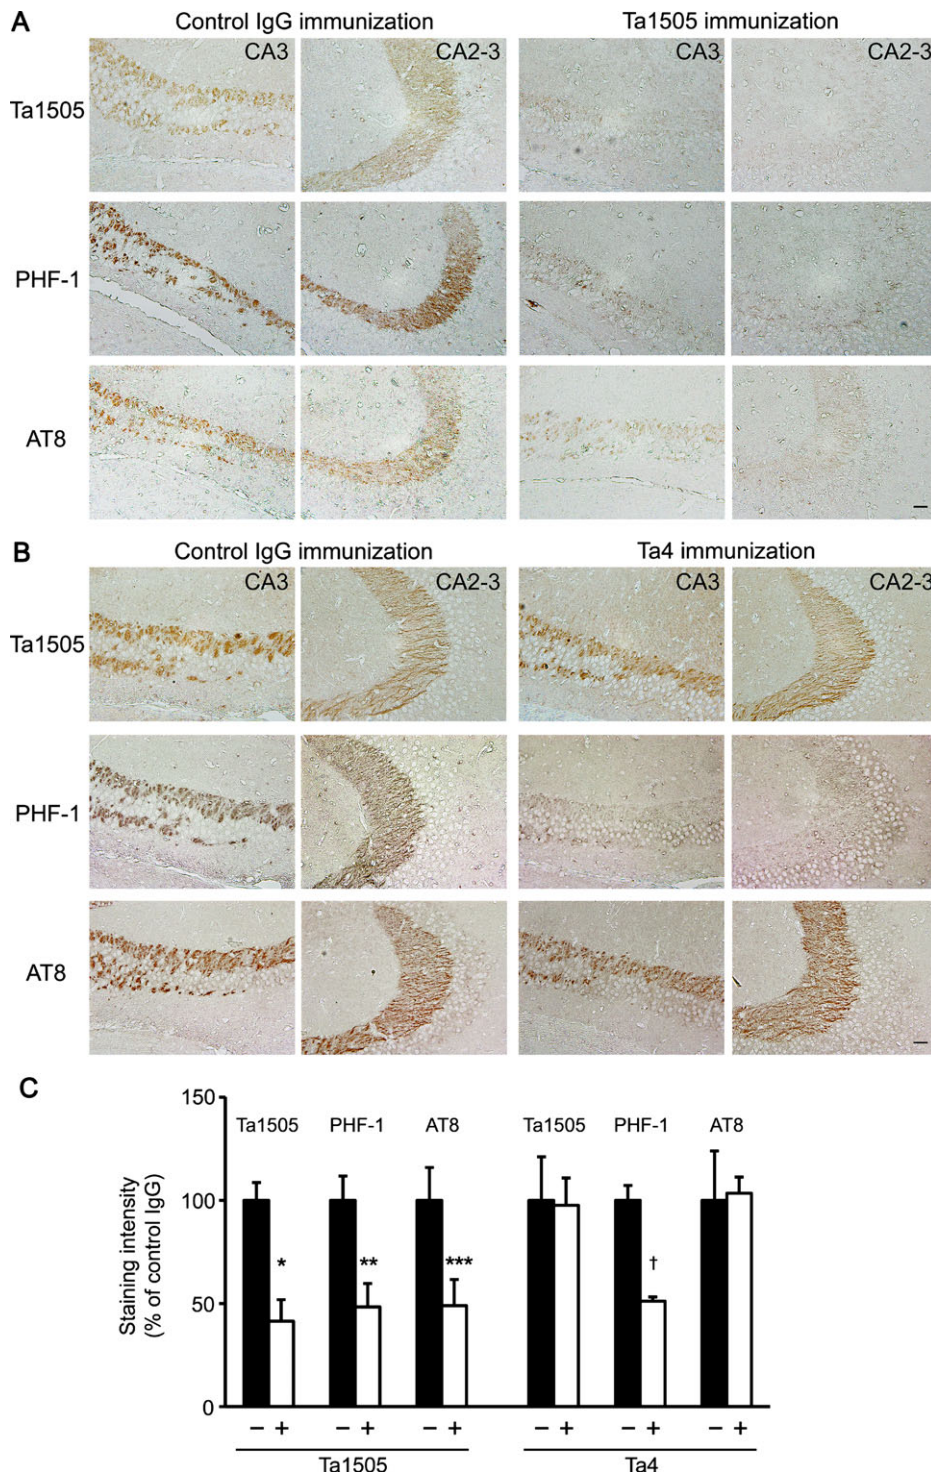 A
Control IgG immunization
Ta1505 immunization
CA3
CA2-3
CA3
CA2-3
Ta1505
PHF-1
AT8
B
Control IgG immunization
Ta4 immunization
CA3
CA2-3
CA3
CA2-3
Ta1505
PHF-1
AT8
C
Staining intensity
(% of control IgG)
150
100
50
0
Ta1505 PHF-1 AT8 Ta1505 PHF-1 AT8
* ** *** †
− + − + − + − + − + − +
Ta1505 Ta4